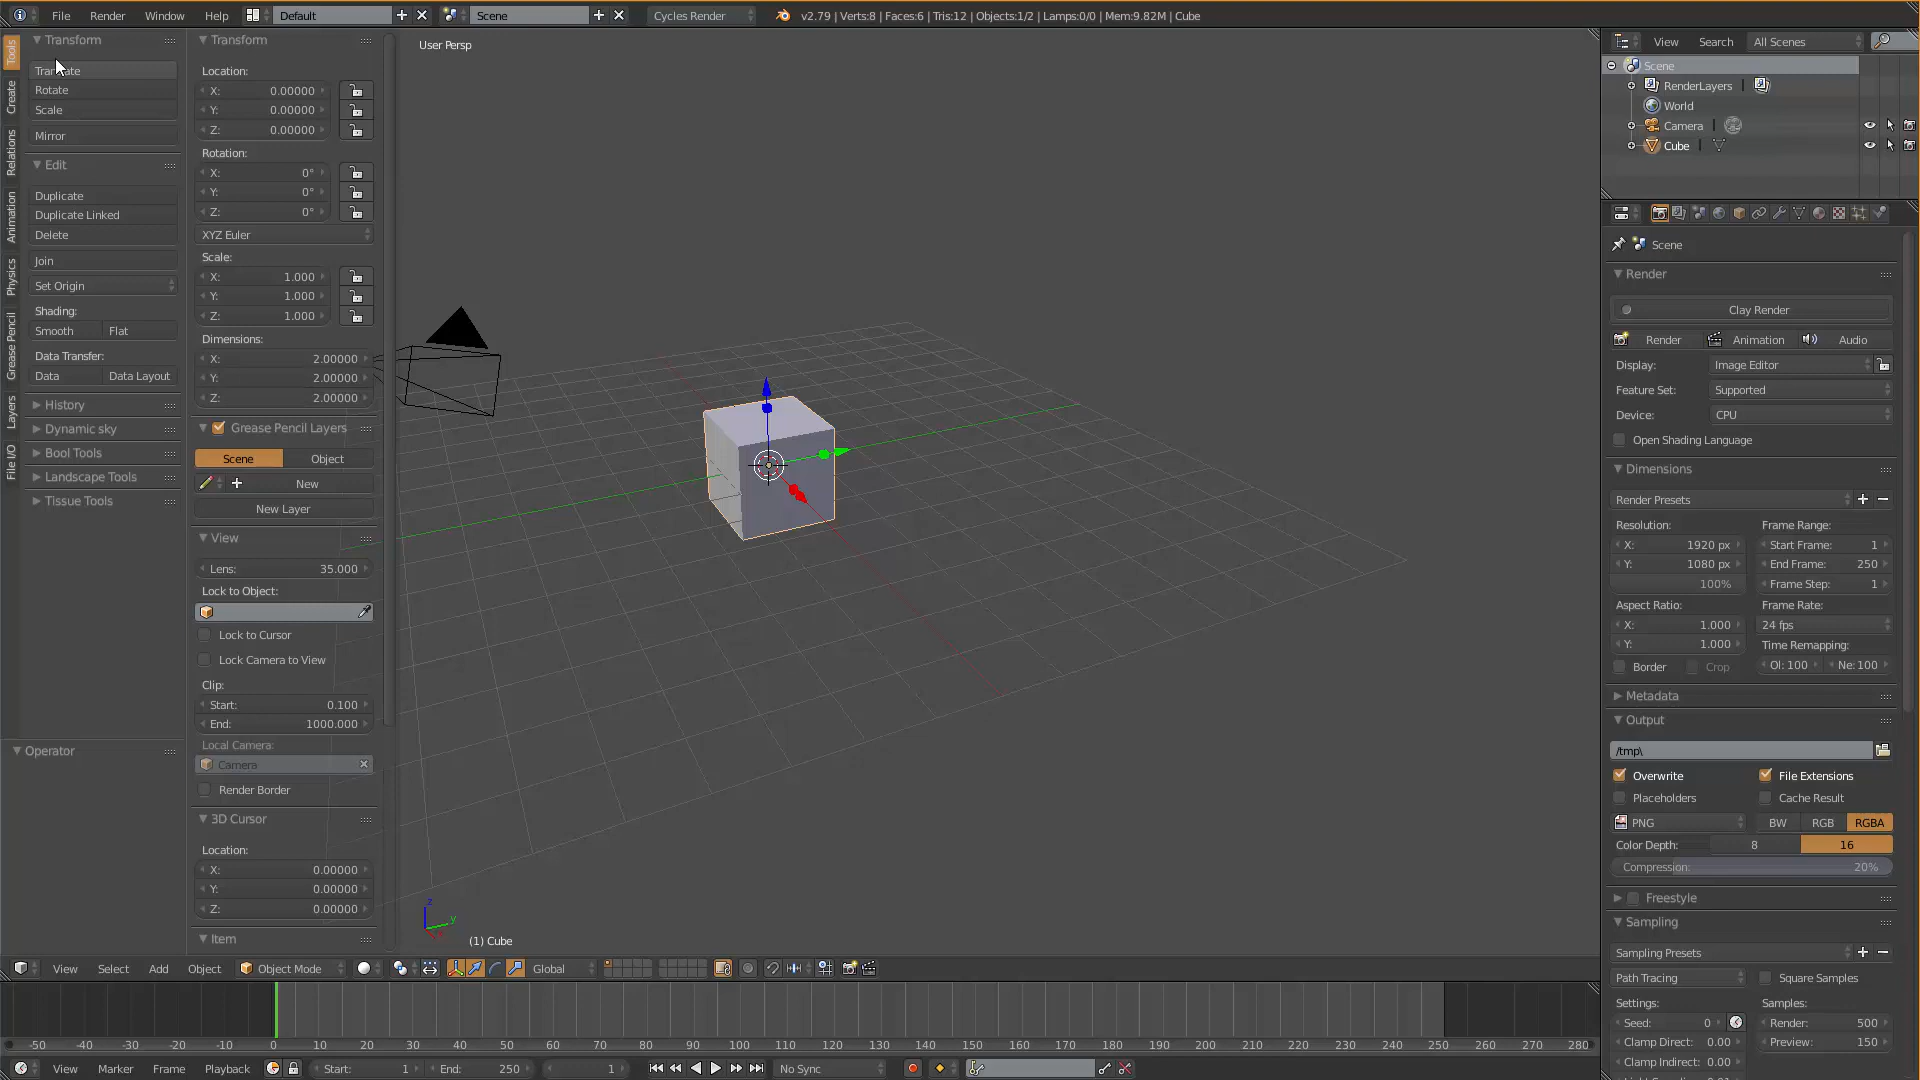 File Render Window Help Default Scene Cycles Render v2.79 | Verts:8 | Faces:6 | Tris:12 | Objects:1/2 | Lamps:0/0 | Mem:9.82M | Cube
Tools
Create
Relations
Animation
Physics
Grease Pencil
Layers
File I/O
Transform
Rotate
Scale
Mirror
Edit
Duplicate
Duplicate Linked
Delete
Join
Set Origin
Shading:
Smooth Flat
Data Transfer:
Data Data Layout
History
Dynamic sky
Bool Tools
Landscape Tools
Tissue Tools
Operator
Transform
Location:
X: 0.00000
Y: 0.00000
Z: 0.00000
Rotation:
X: 0°
Y: 0°
Z: 0°
XYZ Euler
Scale:
X: 1.000
Y: 1.000
Z: 1.000
Dimensions:
X: 2.00000
Y: 2.00000
Z: 2.00000
Grease Pencil Layers
Scene Object
New
New Layer
View
Lens: 35.000
Lock to Object:
Lock to Cursor
Lock Camera to View
Clip:
Start: 0.100
End: 1000.000
Local Camera:
Camera
Render Border
3D Cursor
Location:
X: 0.00000
Y: 0.00000
Z: 0.00000
Item
User Persp
z
y
(1) Cube
View Select Add Object Object Mode Global
-50 -40 -30 -20 -10 0 10 20 30 40 50 60 70 80 90 100 110 120 130 140 150 160 170 180 190 200 210 220 230 240 250 260 270 280
View Marker Frame Playback Start: 1 End: 250 1 No Sync
View Search All Scenes
Scene
RenderLayers |
World
Camera |
Cube |
Scene
Render
Clay Render
Render Animation Audio
Display: Image Editor
Feature Set: Supported
Device: CPU
Open Shading Language
Dimensions
Render Presets
Resolution: Frame Range:
X: 1920 px Start Frame: 1
Y: 1080 px End Frame: 250
100% Frame Step: 1
Aspect Ratio: Frame Rate:
X: 1.000 24 fps
Y: 1.000 Time Remapping:
Border Crop Ol: 100 Ne: 100
Metadata
Output
/tmp\
Overwrite File Extensions
Placeholders Cache Result
PNG BW RGB RGBA
Color Depth: 8 16
Compression: 20%
Freestyle
Sampling
Sampling Presets
Path Tracing Square Samples
Settings: Samples:
Seed: 0 Render: 500
Clamp Direct: 0.00 Preview: 150
Clamp Indirect: 0.00